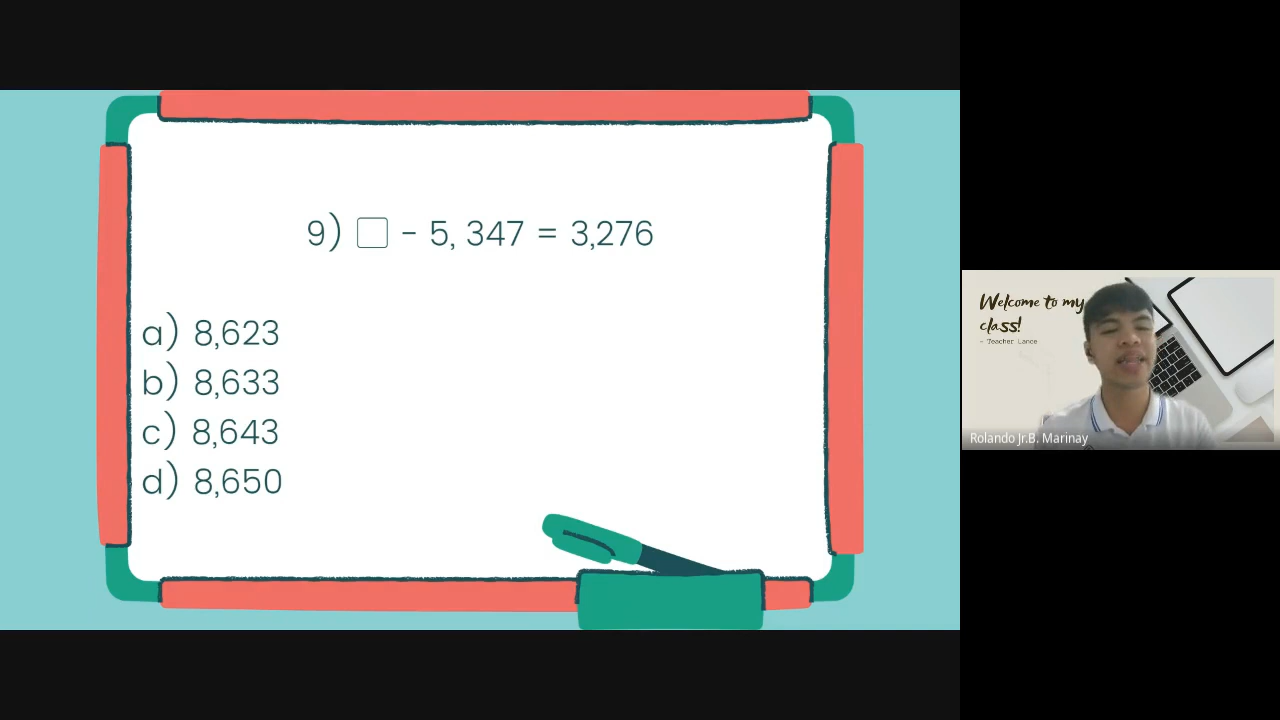 9) □ - 5, 347 = 3,276
a) 8,623
b) 8,633
c) 8,643
d) 8,650
Welcome to my
class!
- Teacher Lance
Rolando Jr.B. Marinay